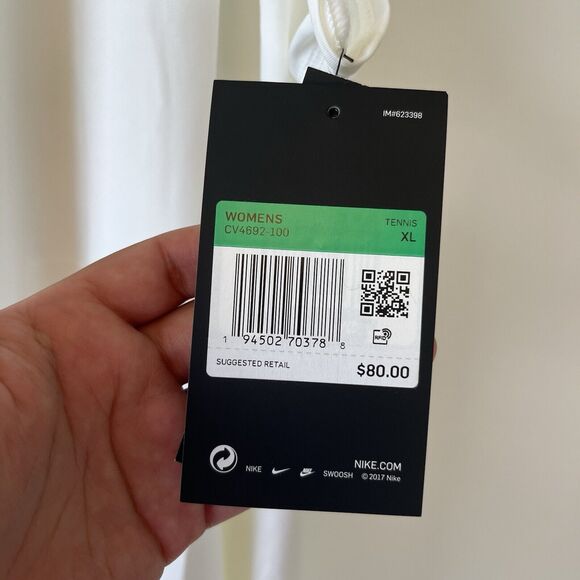 IM#623398
WOMENS TENNIS
CV4692-100 XL
RFID
1 94502 70378 8
SUGGESTED RETAIL $80.00
NIKE NIKE SWOOSH
NIKE.COM
© 2017 Nike